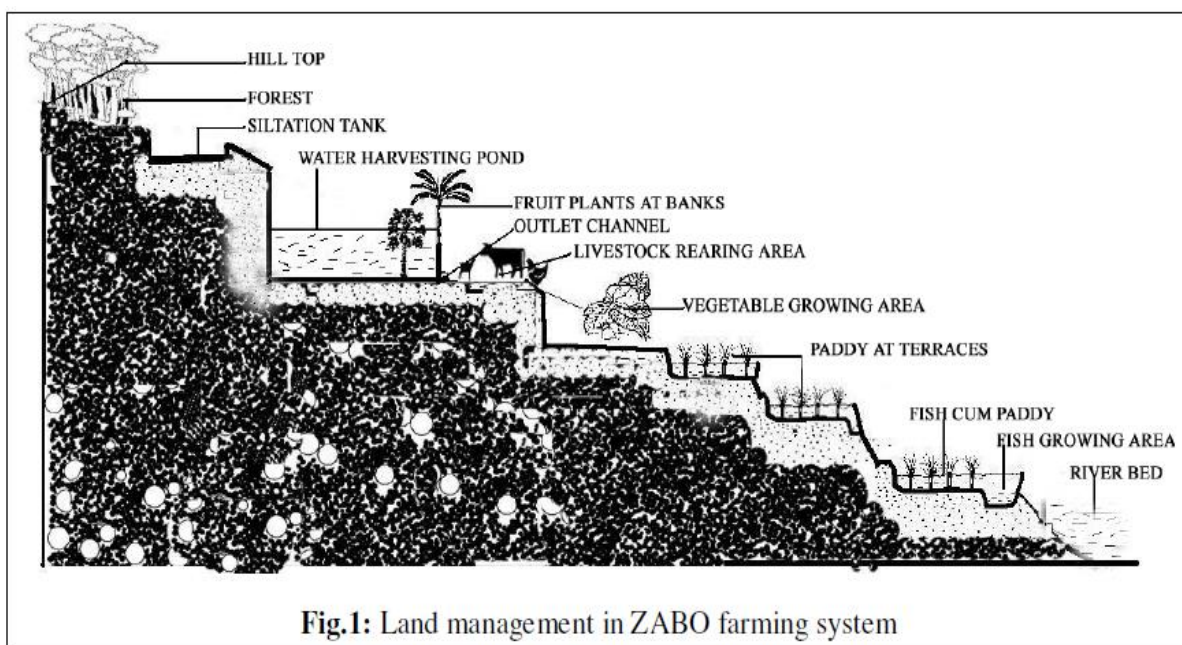 HILL TOP
FOREST
SILTATION TANK
WATER HARVESTING POND
FRUIT PLANTS AT BANKS
OUTLET CHANNEL
LIVESTOCK REARING AREA
VEGETABLE GROWING AREA
PADDY AT TERRACES
FISH CUM PADDY
FISH GROWING AREA
RIVER BED
Fig.1: Land management in ZABO farming system